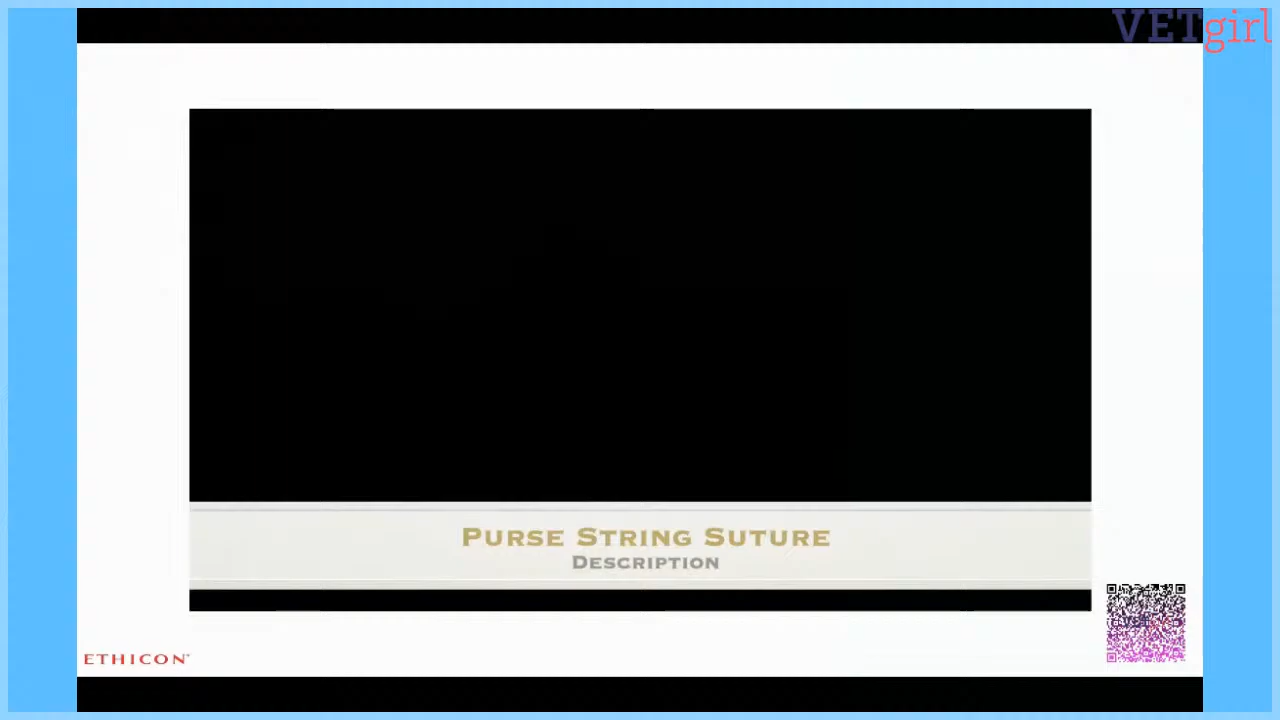 VETgirl
PURSE STRING SUTURE
DESCRIPTION
ETHICON